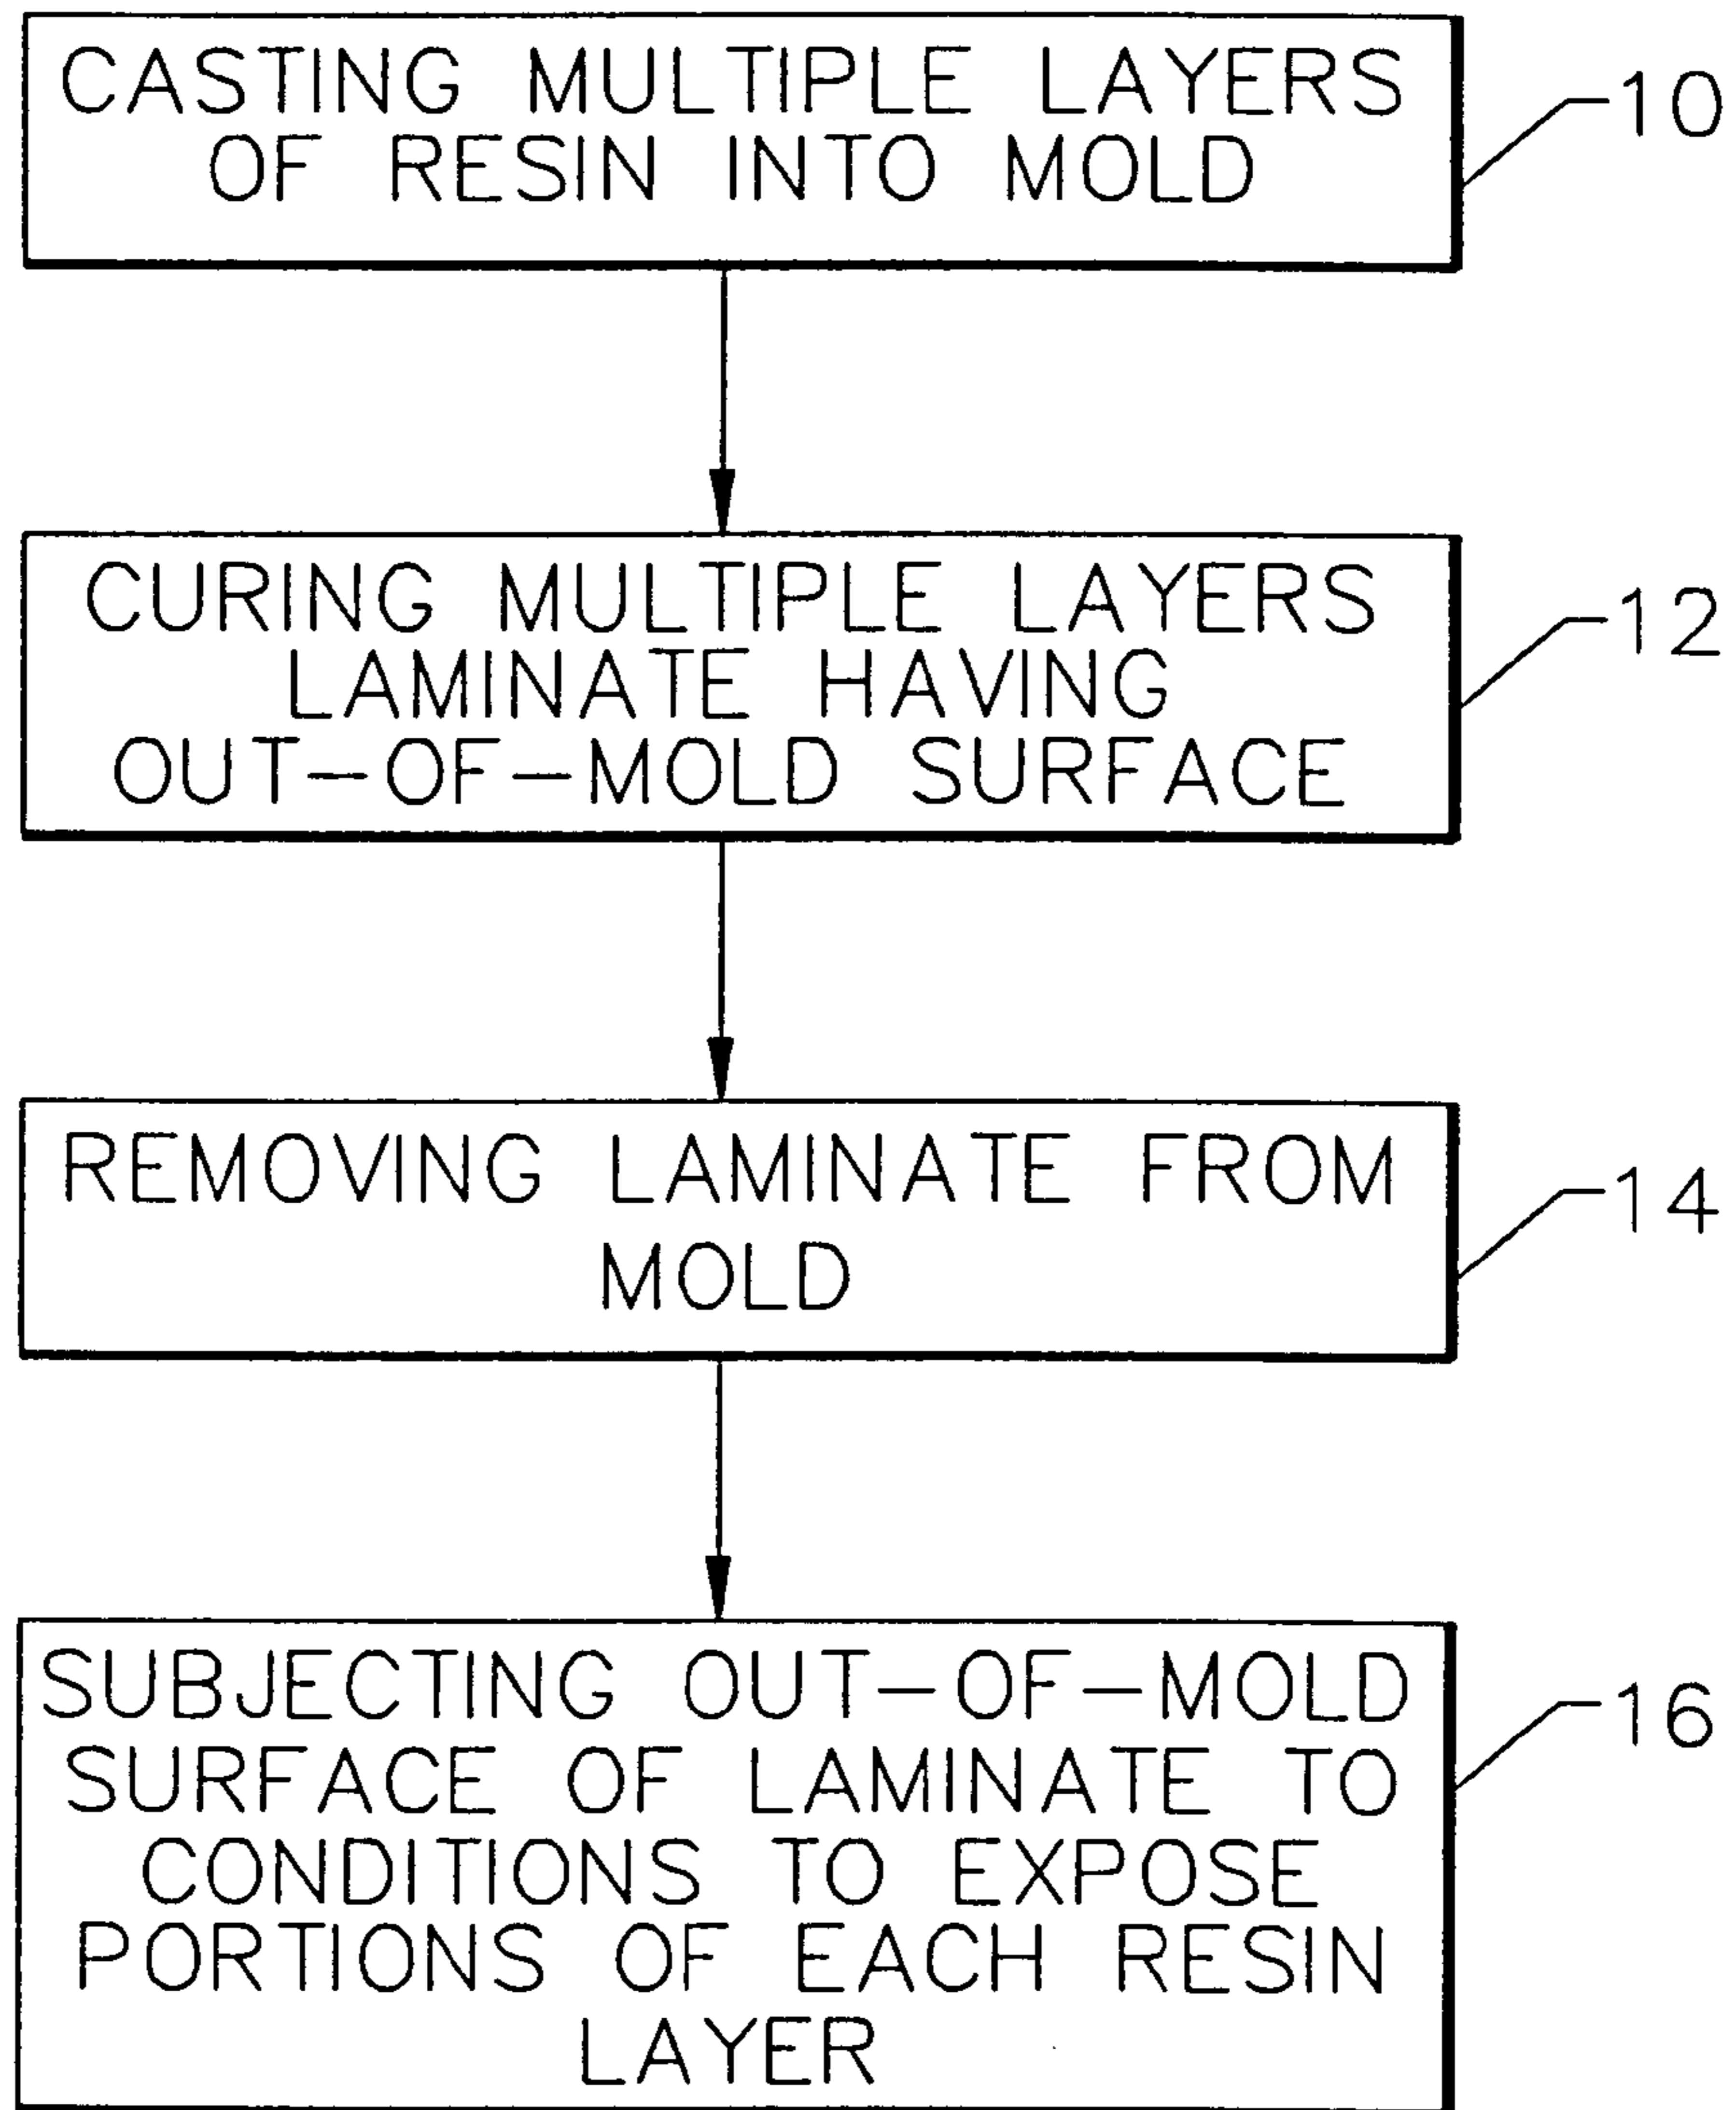 CASTING MULTIPLE LAYERS
OF RESIN INTO MOLD
10
CURING MULTIPLE LAYERS
LAMINATE HAVING
OUT-OF-MOLD SURFACE
12
REMOVING LAMINATE FROM
MOLD
14
SUBJECTING OUT-OF-MOLD
SURFACE OF LAMINATE TO
CONDITIONS TO EXPOSE
PORTIONS OF EACH RESIN
LAYER
16